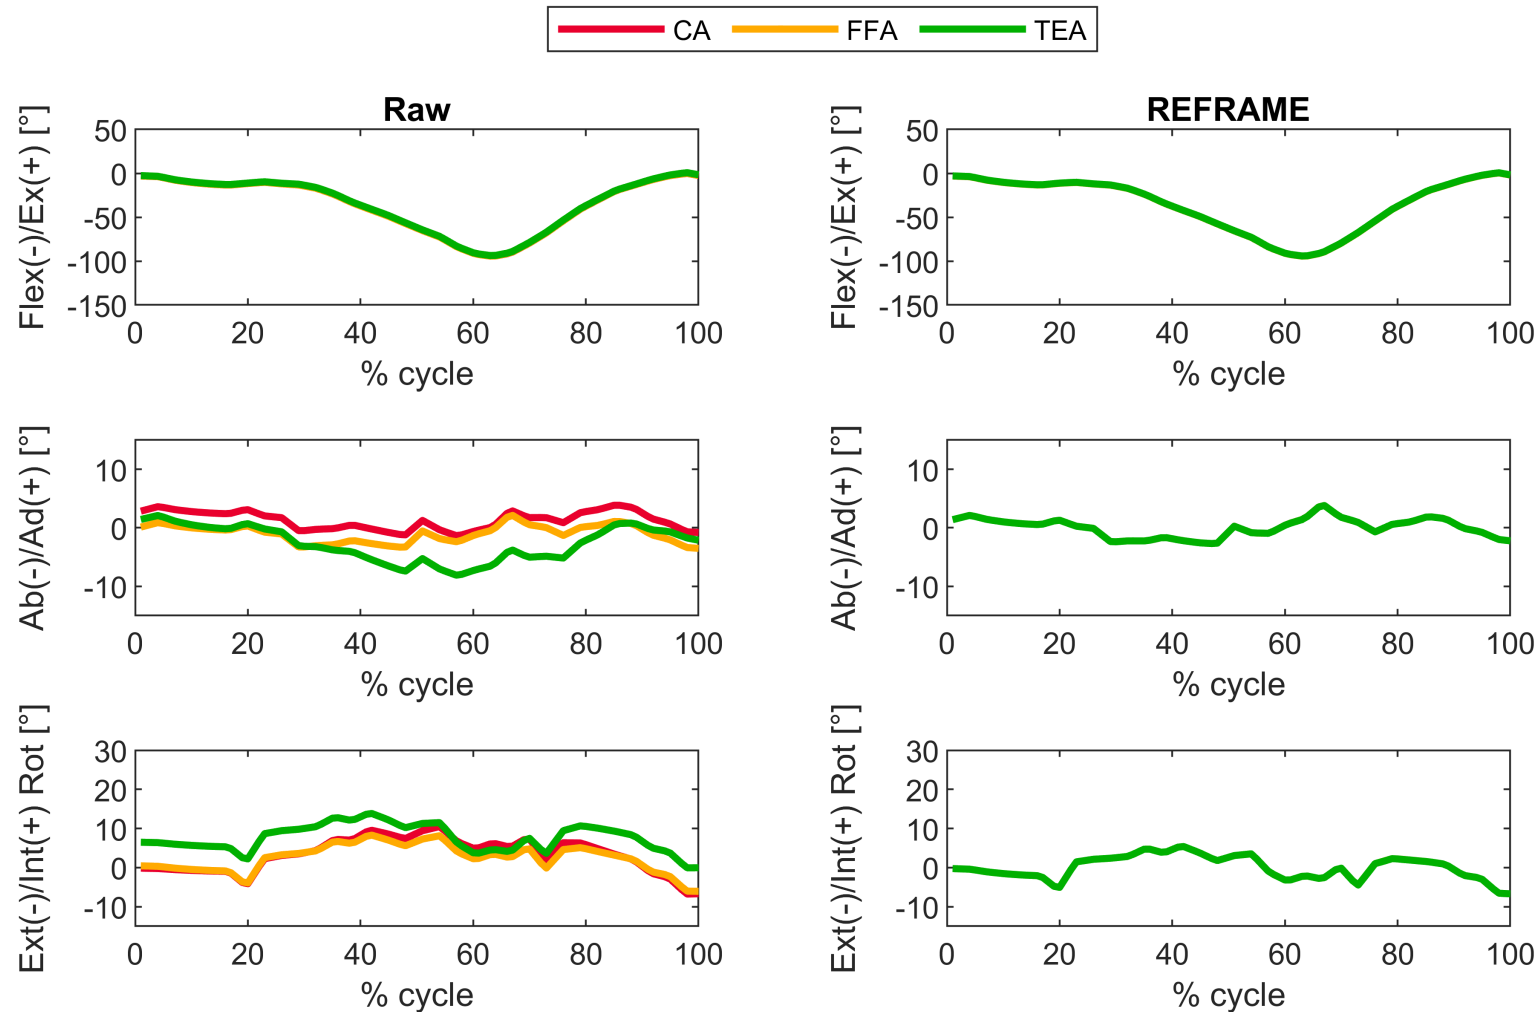 CA FFA TEA
Raw
Flex(-)/Ex(+) [°]
50
0
-50
-100
-150
0 20 40 60 80 100
% cycle
REFRAME
Flex(-)/Ex(+) [°]
50
0
-50
-100
-150
0 20 40 60 80 100
% cycle
Ab(-)/Ad(+) [°]
10
0
-10
0 20 40 60 80 100
% cycle
Ab(-)/Ad(+) [°]
10
0
-10
0 20 40 60 80 100
% cycle
Ext(-)/Int(+) Rot [°]
30
20
10
0
-10
0 20 40 60 80 100
% cycle
Ext(-)/Int(+) Rot [°]
30
20
10
0
-10
0 20 40 60 80 100
% cycle